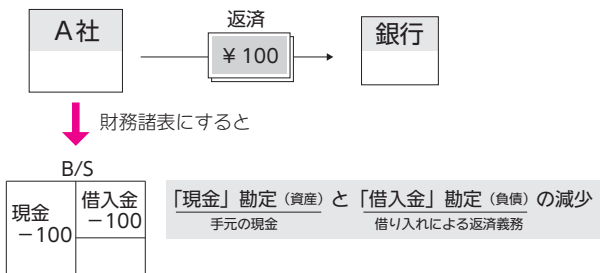 返済
A社
¥100
銀行
財務諸表にすると
B/S
現金
−100
借入金
−100
「現金」勘定（資産）と「借入金」勘定（負債）の減少
手元の現金
借り入れによる返済義務